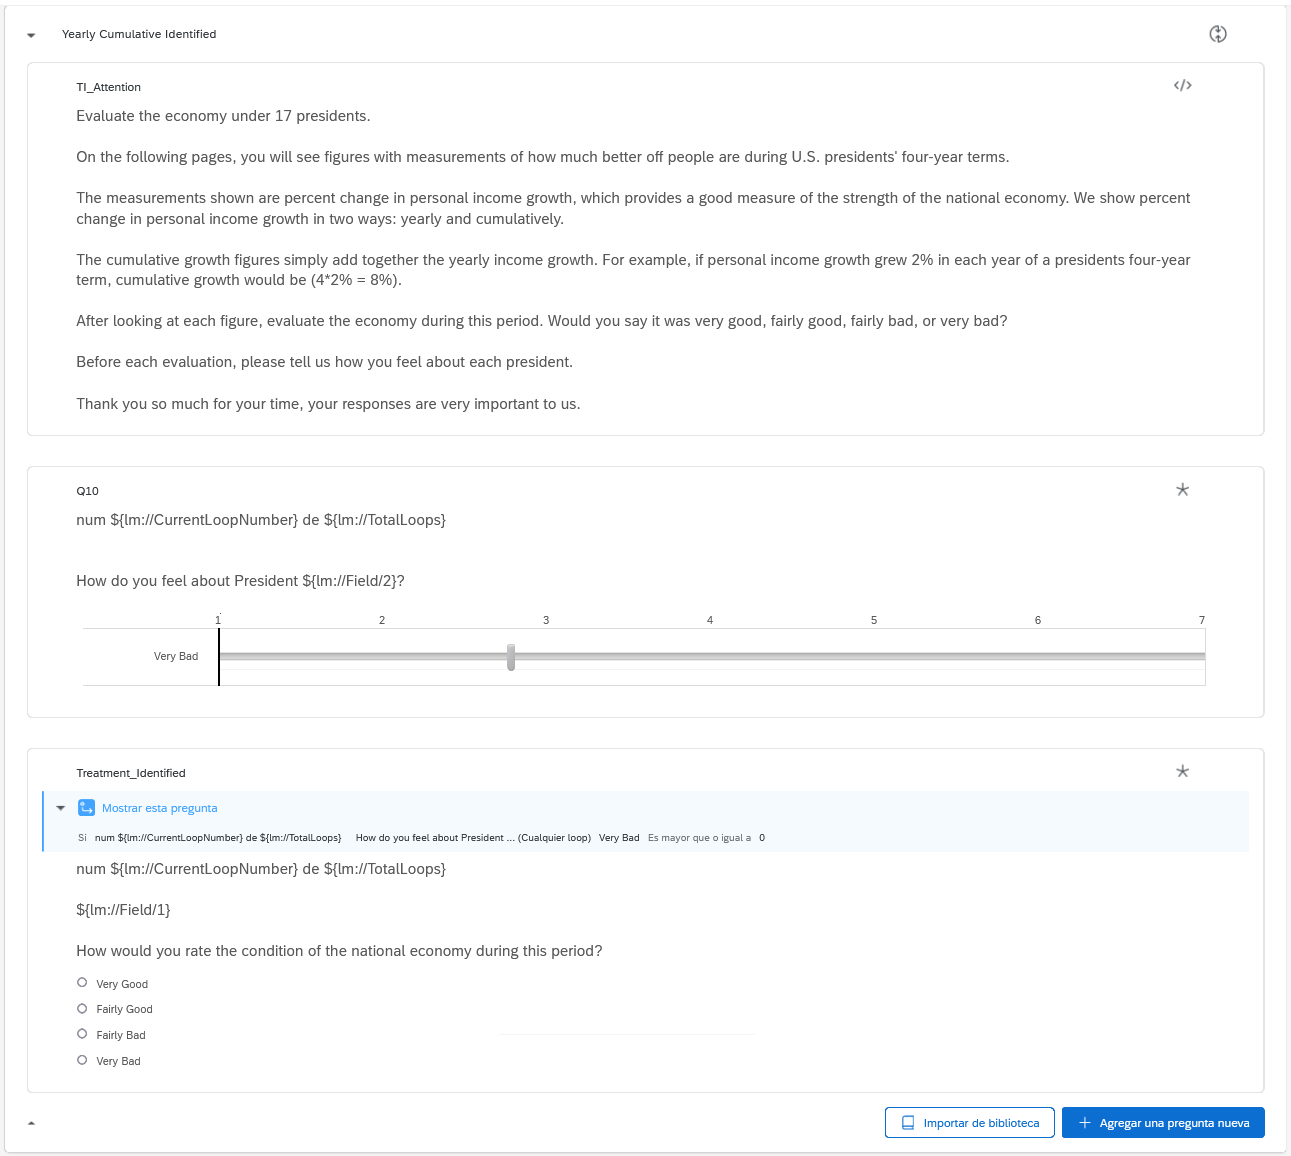 Yearly Cumulative Identified
TI_Attention
</>
Evaluate the economy under 17 presidents.
On the following pages, you will see figures with measurements of how much better off people are during U.S. presidents' four-year terms.
The measurements shown are percent change in personal income growth, which provides a good measure of the strength of the national economy. We show percent
change in personal income growth in two ways: yearly and cumulatively.
The cumulative growth figures simply add together the yearly income growth. For example, if personal income growth grew 2% in each year of a presidents four-year
term, cumulative growth would be (4*2% = 8%).
After looking at each figure, evaluate the economy during this period. Would you say it was very good, fairly good, fairly bad, or very bad?
Before each evaluation, please tell us how you feel about each president.
Thank you so much for your time, your responses are very important to us.
Q10
num ${lm://CurrentLoopNumber} de ${lm://TotalLoops}
How do you feel about President ${lm://Field/2}?
1 2 3 4 5 6 7
Very Bad
Treatment_Identified
Mostrar esta pregunta
Si num ${lm://CurrentLoopNumber} de ${lm://TotalLoops} How do you feel about President ... (Cualquier loop) Very Bad Es mayor que o igual a 0
num ${lm://CurrentLoopNumber} de ${lm://TotalLoops}
${lm://Field/1}
How would you rate the condition of the national economy during this period?
Very Good
Fairly Good
Fairly Bad
Very Bad
Importar de biblioteca
Agregar una pregunta nueva